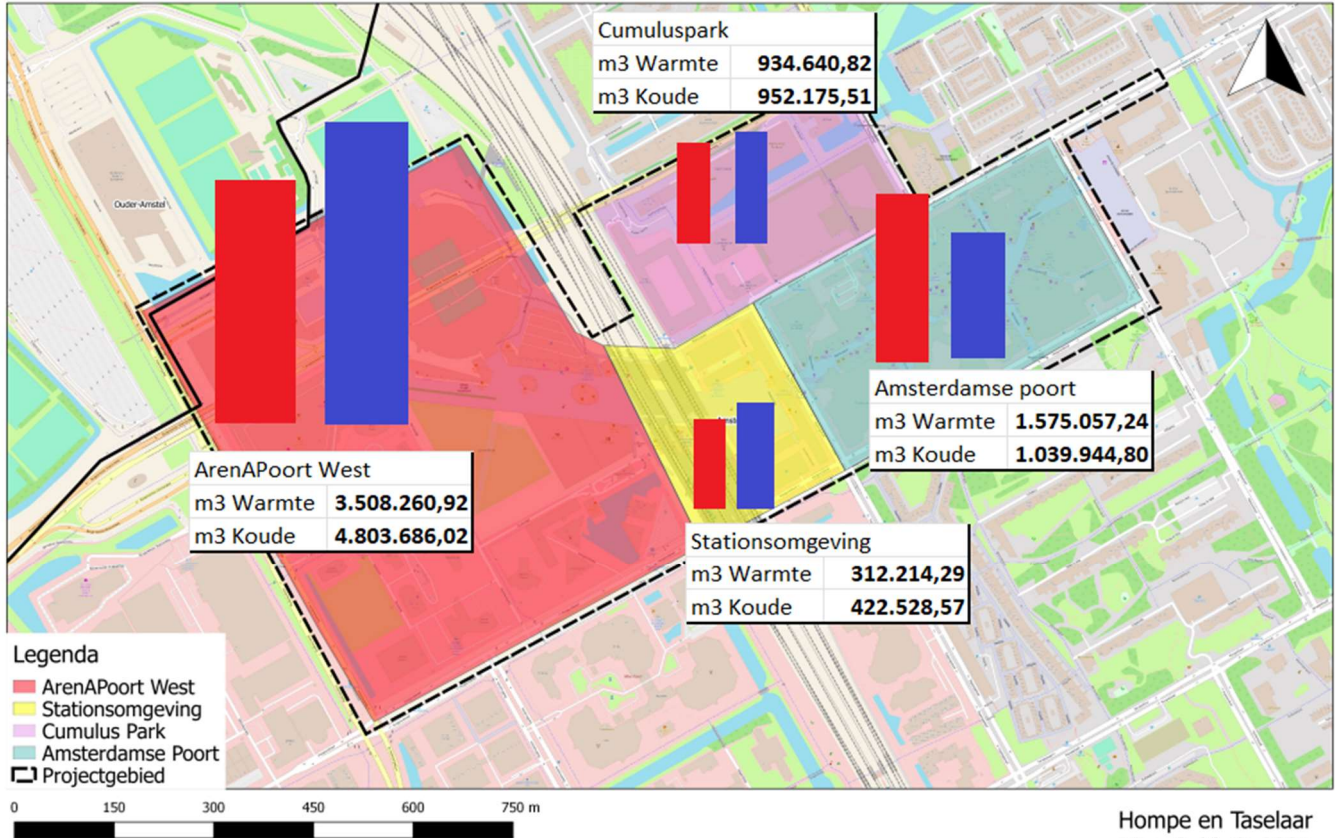 Cumuluspark
m3 Warmte 934.640,82
m3 Koude 952.175,51
Ouder-Amstel
Amsterdamse poort
m3 Warmte 1.575.057,24
m3 Koude 1.039.944,80
ArenAPoort West
m3 Warmte 3.508.260,92
m3 Koude 4.803.686,02
Stationsomgeving
m3 Warmte 312.214,29
m3 Koude 422.528,57
Legenda
ArenAPoort West
Stationsomgeving
Cumulus Park
Amsterdamse Poort
Projectgebied
0 150 300 450 600 750 m
Hompe en Taselaar